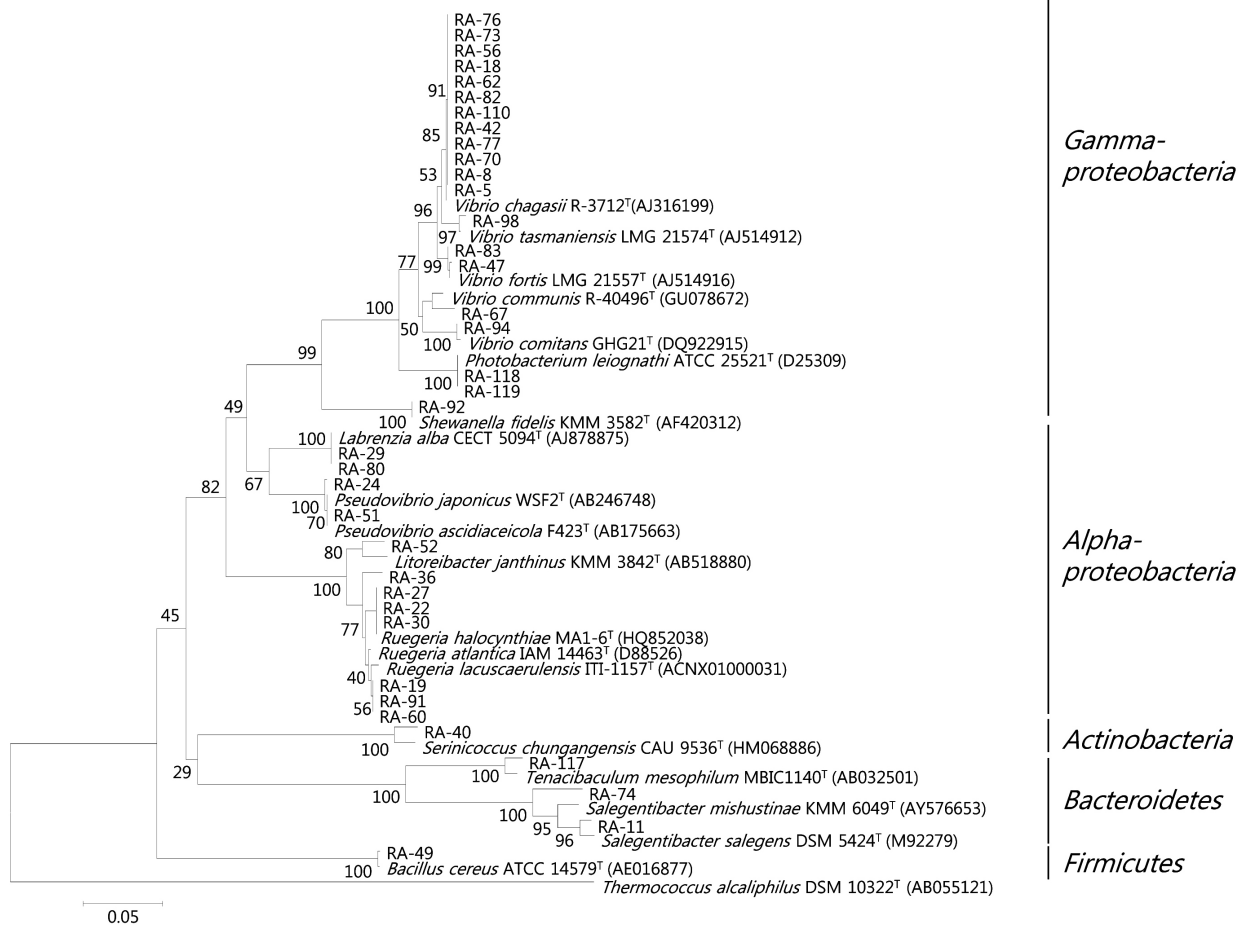 RA-76
RA-73
RA-56
RA-18
RA-62
91
RA-82
RA-110
RA-42
85
RA-77
RA-70
53
RA-8
RA-5
Vibrio chagasii R-3712ᵀ(AJ316199)
96
RA-98
97
Vibrio tasmaniensis LMG 21574ᵀ (AJ514912)
RA-83
77
99
RA-47
Vibrio fortis LMG 21557ᵀ (AJ514916)
Vibrio communis R-40496ᵀ (GU078672)
100
RA-67
50
RA-94
100
Vibrio comitans GHG21ᵀ (DQ922915)
99
Photobacterium leiognathi ATCC 25521ᵀ (D25309)
RA-118
100
RA-119
49
RA-92
100
Shewanella fidelis KMM 3582ᵀ (AF420312)
Gamma-
proteobacteria
100
Labrenzia alba CECT 5094ᵀ (AJ878875)
RA-29
RA-80
82
67
RA-24
Pseudovibrio japonicus WSF2ᵀ (AB246748)
100
RA-51
70
Pseudovibrio ascidiaceicola F423ᵀ (AB175663)
80
RA-52
Litoreibacter janthinus KMM 3842ᵀ (AB518880)
RA-36
100
RA-27
RA-22
45
RA-30
77
Ruegeria halocynthiae MA1-6ᵀ (HQ852038)
Ruegeria atlantica IAM 14463ᵀ (D88526)
Ruegeria lacuscaerulensis ITI-1157ᵀ (ACNX01000031)
40
RA-19
RA-91
56
RA-60
Alpha-
proteobacteria
RA-40
100
Serinicoccus chungangensis CAU 9536ᵀ (HM068886)
Actinobacteria
29
RA-117
100
Tenacibaculum mesophilum MBIC1140ᵀ (AB032501)
100
RA-74
100
Salegentibacter mishustinae KMM 6049ᵀ (AY576653)
95
RA-11
96
Salegentibacter salegens DSM 5424ᵀ (M92279)
Bacteroidetes
RA-49
100
Bacillus cereus ATCC 14579ᵀ (AE016877)
Firmicutes
Thermococcus alcaliphilus DSM 10322ᵀ (AB055121)
0.05